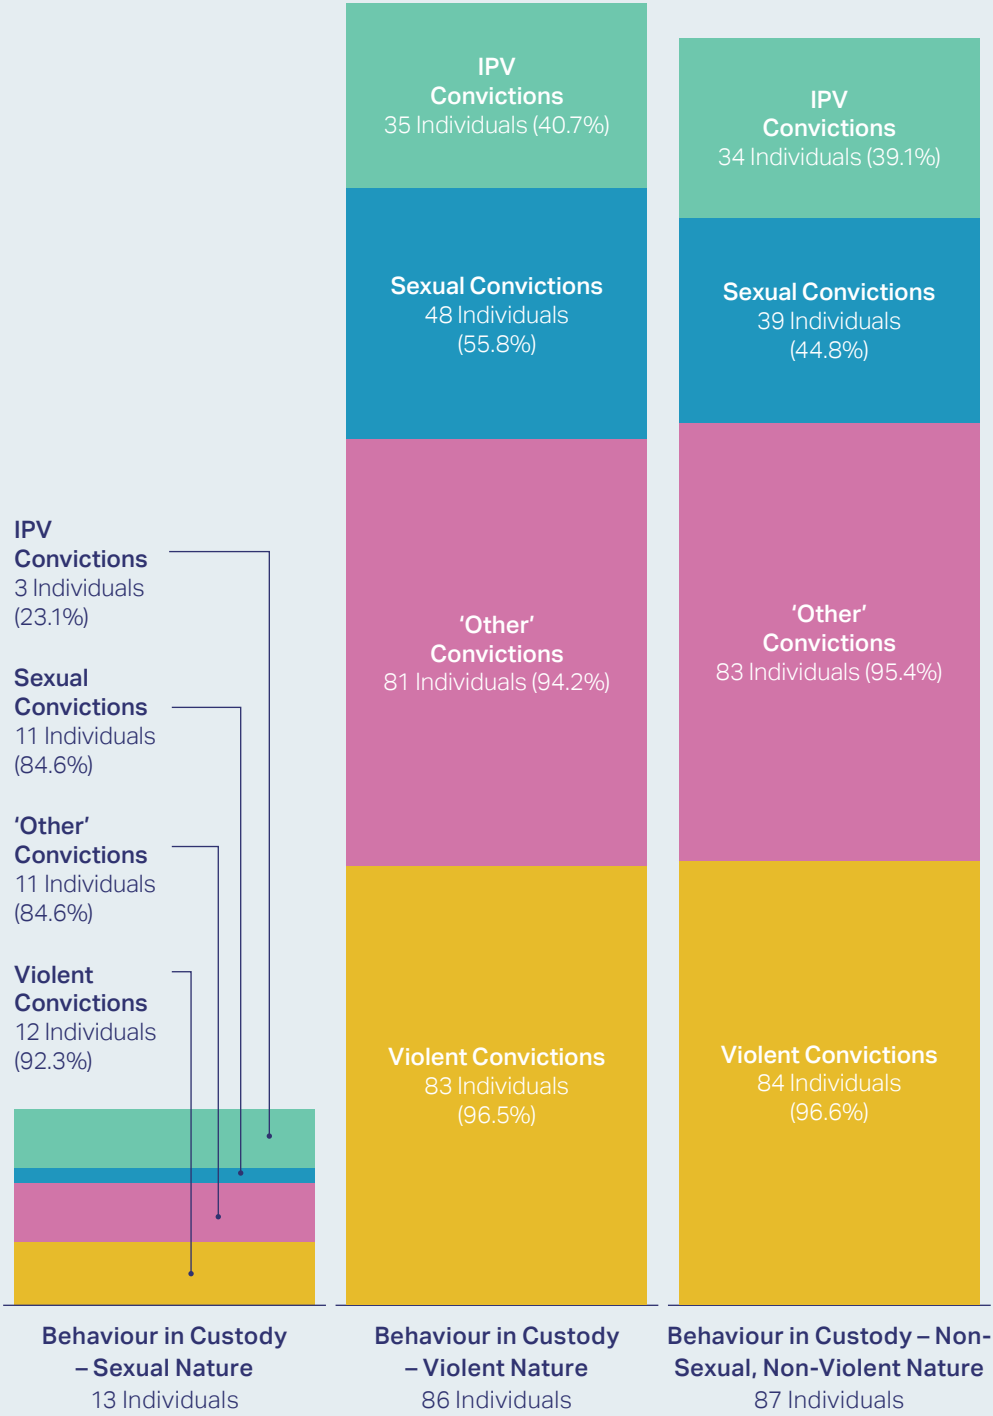 IPV
Convictions
3 Individuals
(23.1%)
Sexual
Convictions
11 Individuals
(84.6%)
‘Other’
Convictions
11 Individuals
(84.6%)
Violent
Convictions
12 Individuals
(92.3%)
Behaviour in Custody
– Sexual Nature
13 Individuals
IPV
Convictions
35 Individuals (40.7%)
Sexual Convictions
48 Individuals
(55.8%)
‘Other’
Convictions
81 Individuals (94.2%)
Violent Convictions
83 Individuals
(96.5%)
Behaviour in Custody
– Violent Nature
86 Individuals
IPV
Convictions
34 Individuals (39.1%)
Sexual Convictions
39 Individuals
(44.8%)
‘Other’
Convictions
83 Individuals (95.4%)
Violent Convictions
84 Individuals
(96.6%)
Behaviour in Custody – Non-
Sexual, Non-Violent Nature
87 Individuals